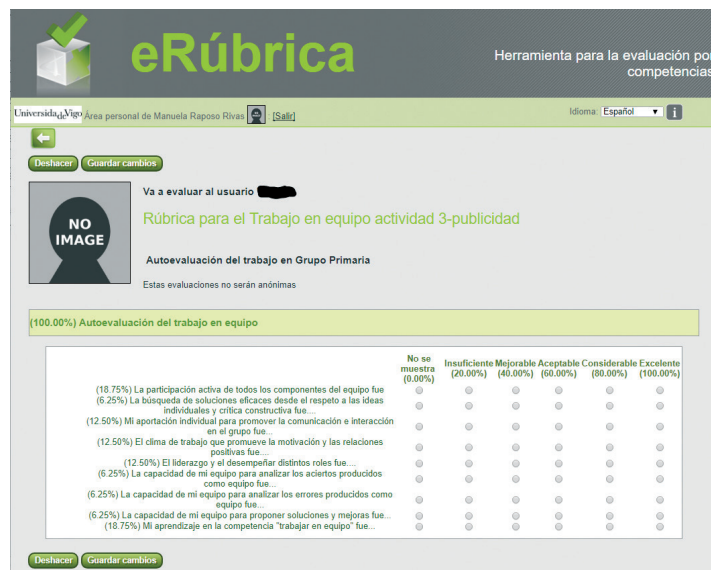 eRúbrica
Herramienta para la evaluación por
competencias
Universida_{de}Vigo Área personal de Manuela Raposo Rivas : [Salir]
Idioma: Español
i
Deshacer Guardar cambios
NO
IMAGE
Va a evaluar al usuario
Rúbrica para el Trabajo en equipo actividad 3-publicidad
Autoevaluación del trabajo en Grupo Primaria
Estas evaluaciones no serán anónimas
(100.00%) Autoevaluación del trabajo en equipo
No se
muestra
(0.00%)
Insuficiente
(20.00%)
Mejorable
(40.00%)
Aceptable
(60.00%)
Considerable
(80.00%)
Excelente
(100.00%)
(18.75%) La participación activa de todos los componentes del equipo fue
(6.25%) La búsqueda de soluciones eficaces desde el respeto a las ideas
individuales y crítica constructiva fue....
(12.50%) Mi aportación individual para promover la comunicación e interacción
en el grupo fue...
(12.50%) El clima de trabajo que promueve la motivación y las relaciones
positivas fue....
(12.50%) El liderazgo y el desempeñar distintos roles fue....
(6.25%) La capacidad de mi equipo para analizar los aciertos producidos
como equipo fue...
(6.25%) La capacidad de mi equipo para analizar los errores producidos como
equipo fue...
(6.25%) La capacidad de mi equipo para proponer soluciones y mejoras fue...
(18.75%) Mi aprendizaje en la competencia "trabajar en equipo" fue...
Deshacer Guardar cambios